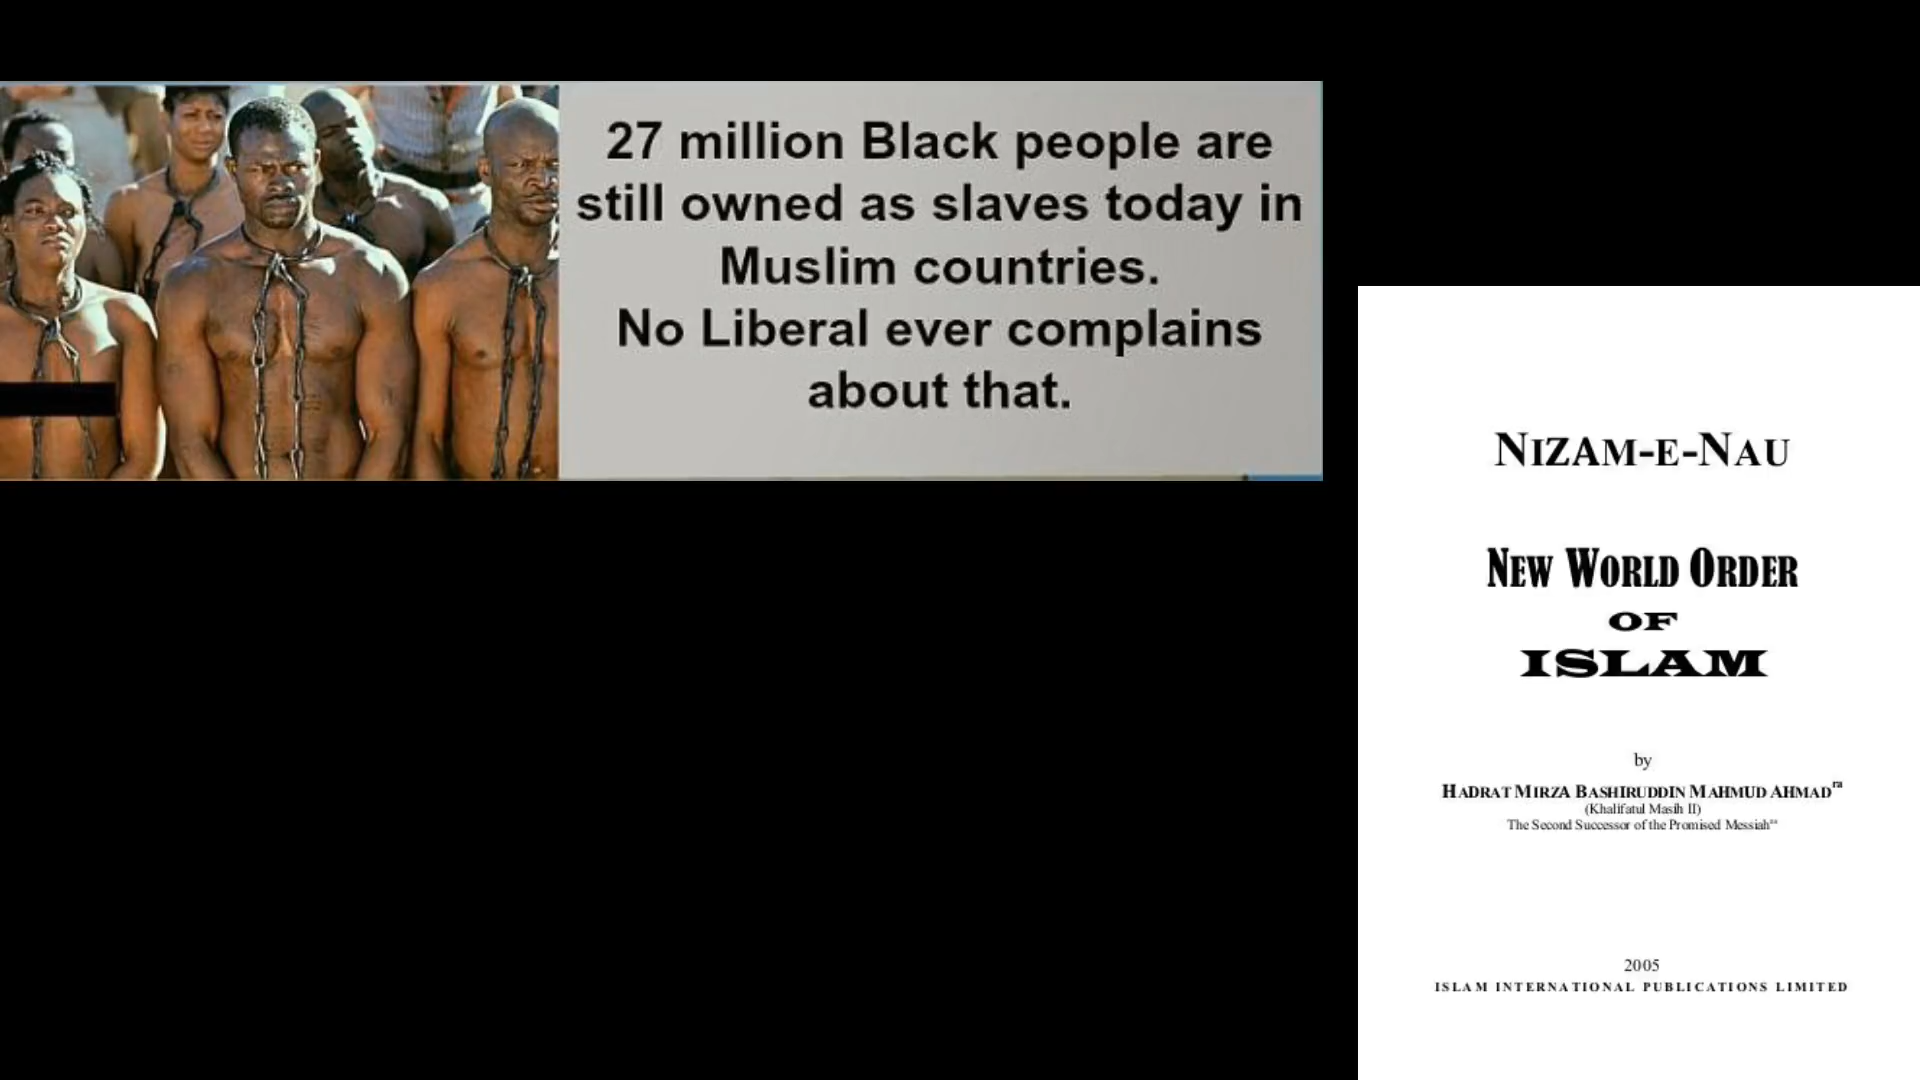 27 million Black people are
still owned as slaves today in
Muslim countries.
No Liberal ever complains
about that.
NIZAM-E-NAU
NEW WORLD ORDER
OF
ISLAM
by
HADRAT MIRZA BASHIRUDDIN MAHMUD AHMADra
(Khalifatul Masih II)
The Second Successor of the Promised Messiahas
2005
ISLAM INTERNATIONAL PUBLICATIONS LIMITED